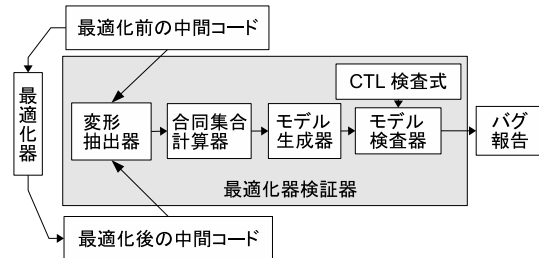 最適化前の中間コード
最適化器
CTL 検査式
変形
抽出器
合同集合
計算器
モデル
生成器
モデル
検査器
バグ
報告
最適化器検証器
最適化後の中間コード